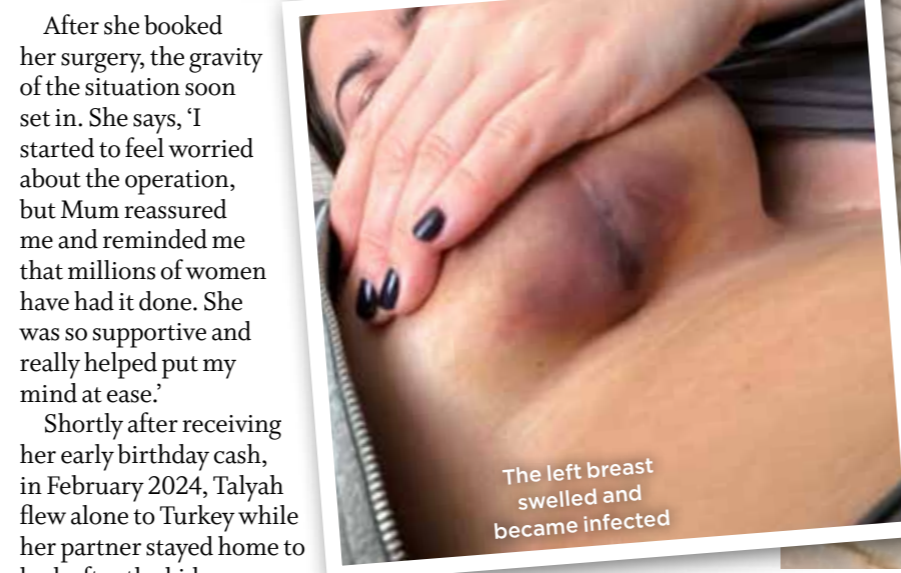 After she booked
her surgery, the gravity
of the situation soon
set in. She says, ‘I
started to feel worried
about the operation,
but Mum reassured
me and reminded me
that millions of women
have had it done. She
was so supportive and
really helped put my
mind at ease.’
Shortly after receiving
her early birthday cash,
in February 2024, Talyah
flew alone to Turkey while
her partner stayed home to
The left breast
swelled and
became infected